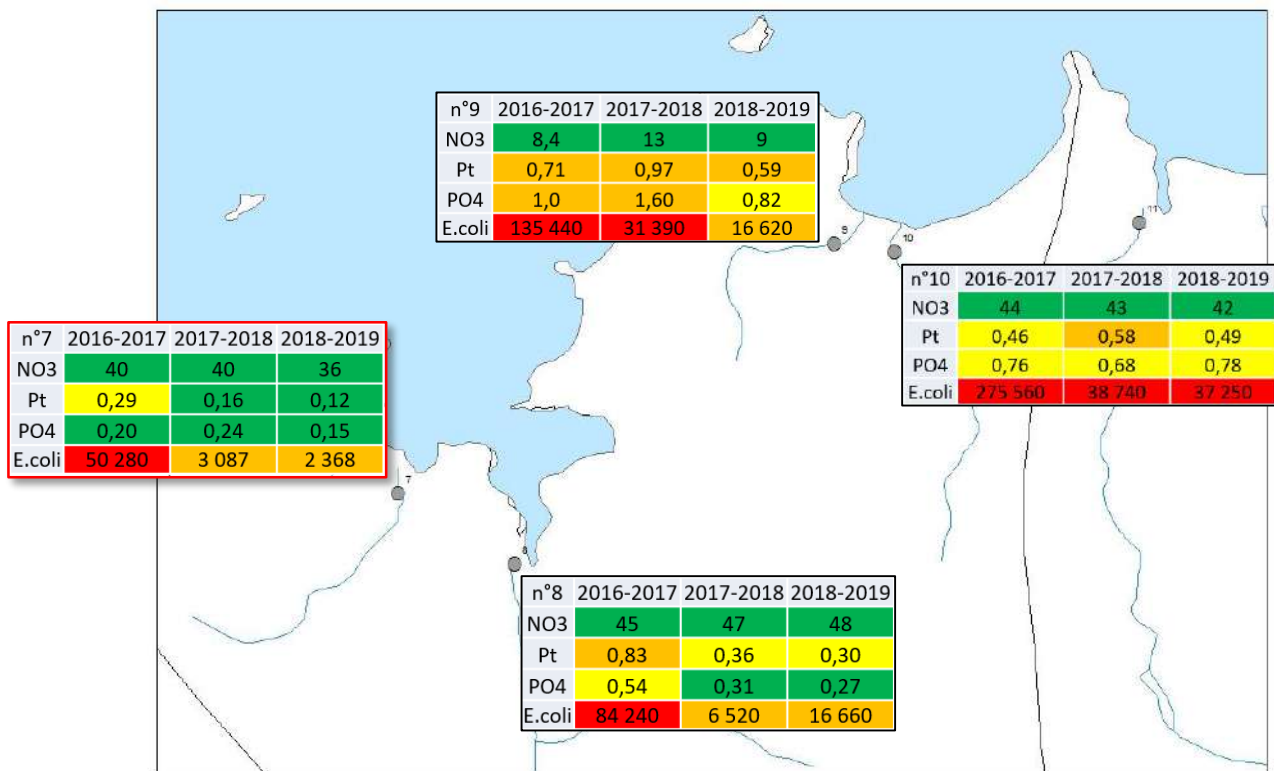 n°9 2016-2017 2017-2018 2018-2019
NO3 8,4 13 9
Pt 0,71 0,97 0,59
PO4 1,0 1,60 0,82
E.coli 135 440 31 390 16 620
11
9
10
n°10 2016-2017 2017-2018 2018-2019
NO3 44 43 42
Pt 0,46 0,58 0,49
PO4 0,76 0,68 0,78
E.coli 275 560 38 740 37 250
n°7 2016-2017 2017-2018 2018-2019
NO3 40 40 36
Pt 0,29 0,16 0,12
PO4 0,20 0,24 0,15
E.coli 50 280 3 087 2 368
7
8
n°8 2016-2017 2017-2018 2018-2019
NO3 45 47 48
Pt 0,83 0,36 0,30
PO4 0,54 0,31 0,27
E.coli 84 240 6 520 16 660